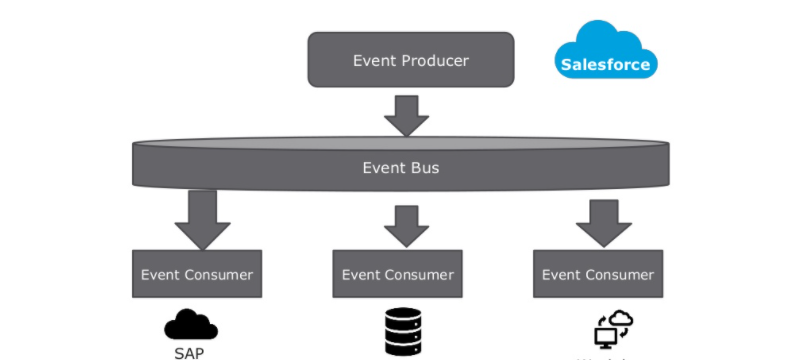 Event Producer
Salesforce
Event Bus
Event Consumer
Event Consumer
Event Consumer
SAP